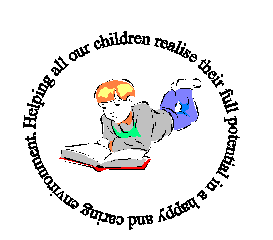 Helping all our children realise their full potential in a happy and caring environment.